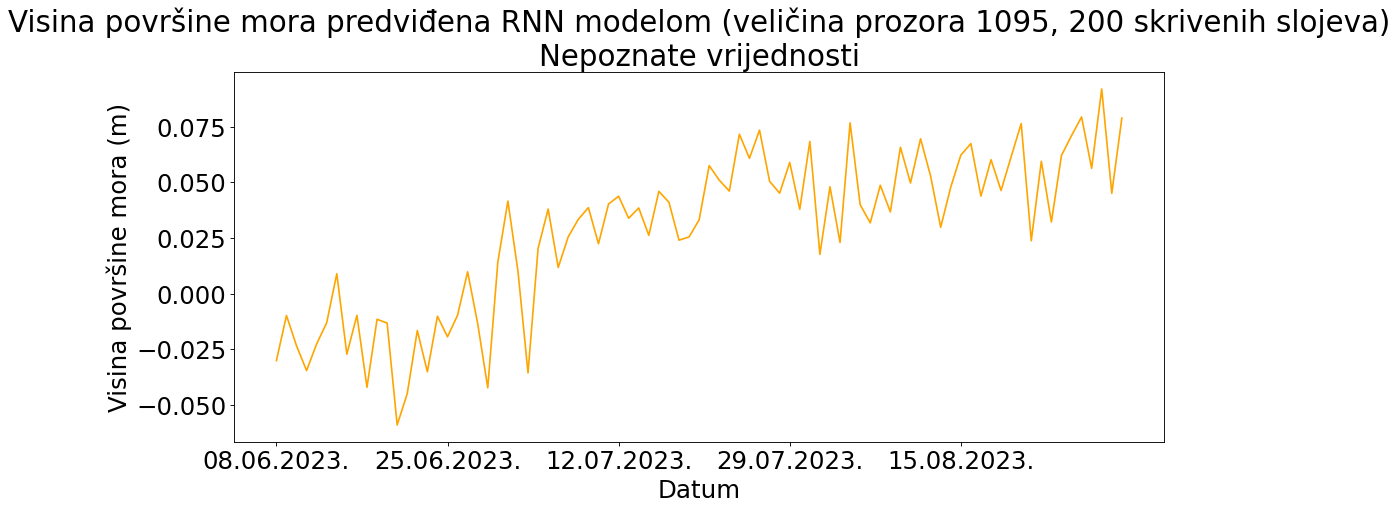 Visina površine mora predviđena RNN modelom (veličina prozora 1095, 200 skrivenih slojeva)
Nepoznate vrijednosti
Visina površine mora (m)
0.075
0.050
0.025
0.000
−0.025
−0.050
08.06.2023. 25.06.2023. 12.07.2023. 29.07.2023. 15.08.2023.
Datum